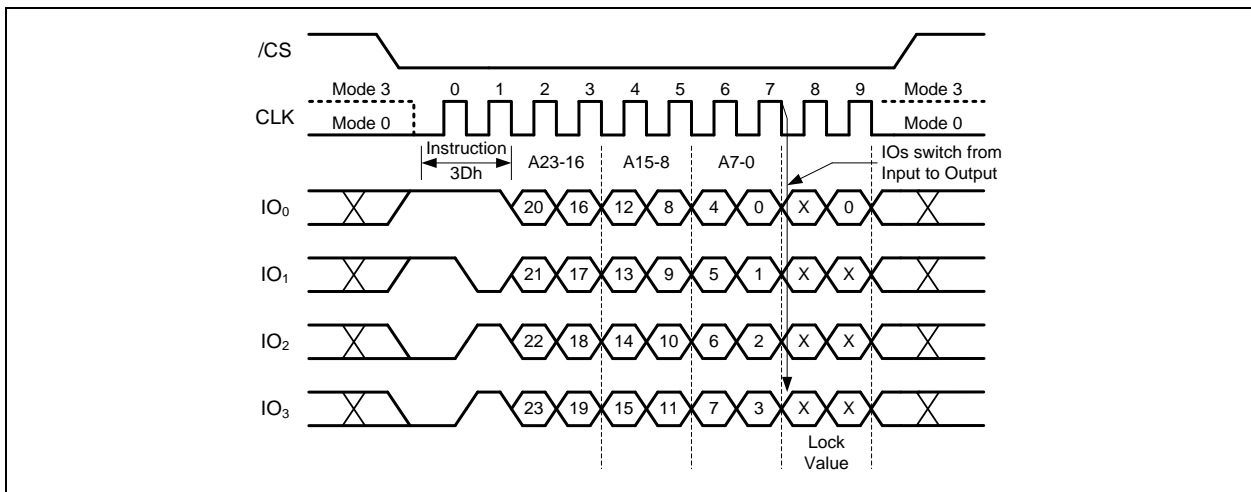 /CS
Mode 3 0 1 2 3 4 5 6 7 8 9 Mode 3
CLK
Mode 0 Mode 0
Instruction
3Dh
A23-16 A15-8 A7-0
IOs switch from
Input to Output
IO₀ 20 16 12 8 4 0 X 0
IO₁ 21 17 13 9 5 1 X X
IO₂ 22 18 14 10 6 2 X X
IO₃ 23 19 15 11 7 3 X X
Lock
Value